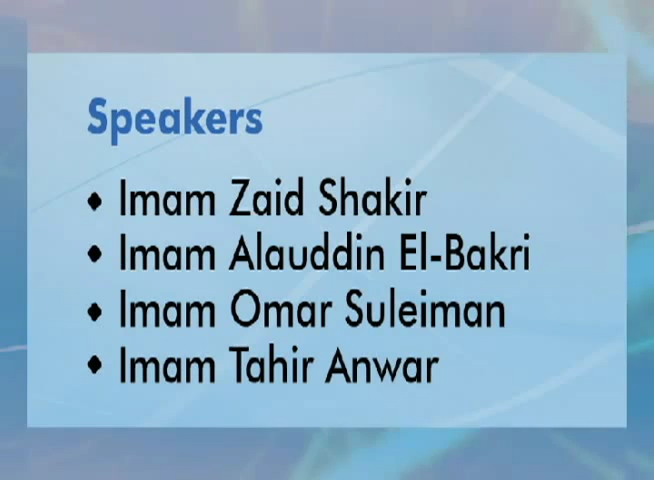 Speakers
• Imam Zaid Shakir
• Imam Alauddin El-Bakri
• Imam Omar Suleiman
• Imam Tahir Anwar